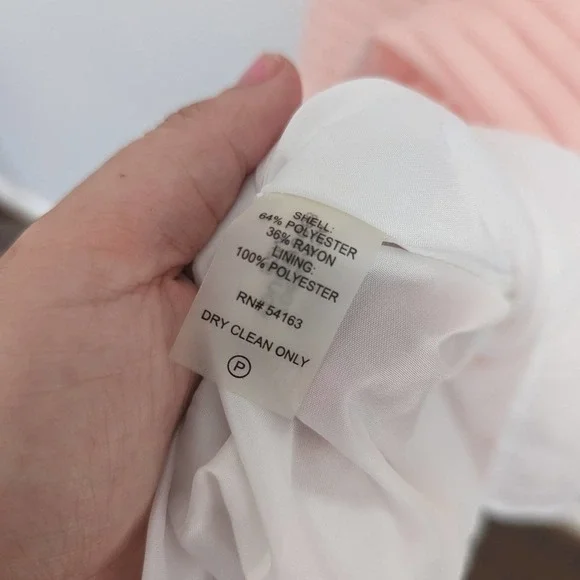 SHELL:
64% POLYESTER
36% RAYON
LINING:
100% POLYESTER
RN# 54163
DRY CLEAN ONLY
P